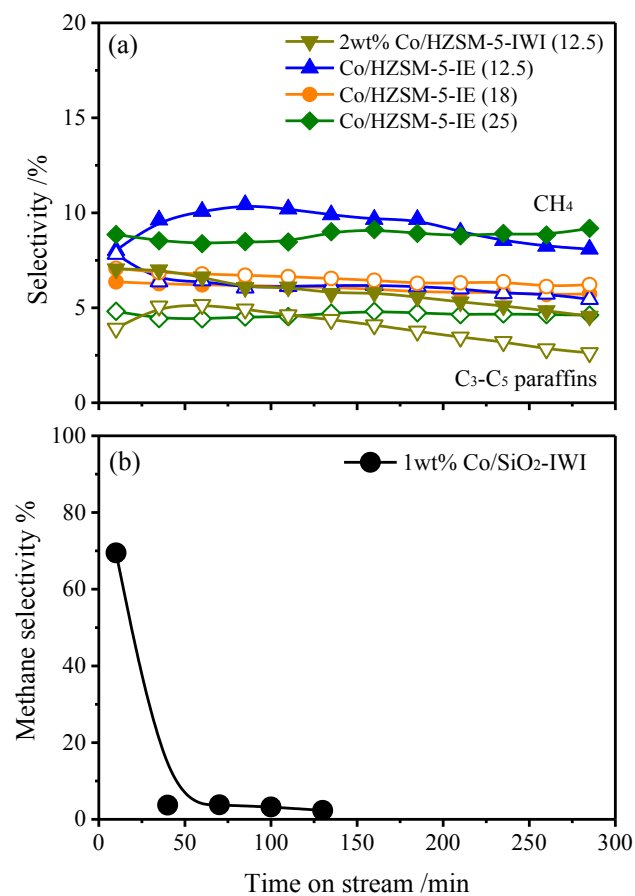 (a)
2wt% Co/HZSM-5-IWI (12.5)
Co/HZSM-5-IE (12.5)
Co/HZSM-5-IE (18)
Co/HZSM-5-IE (25)
CH₄
C₃-C₅ paraffins
Selectivity /%
20
15
10
5
0
(b)
1wt% Co/SiO₂-IWI
Methane selectivity %
100
80
60
40
20
0
0 50 100 150 200 250 300
Time on stream /min